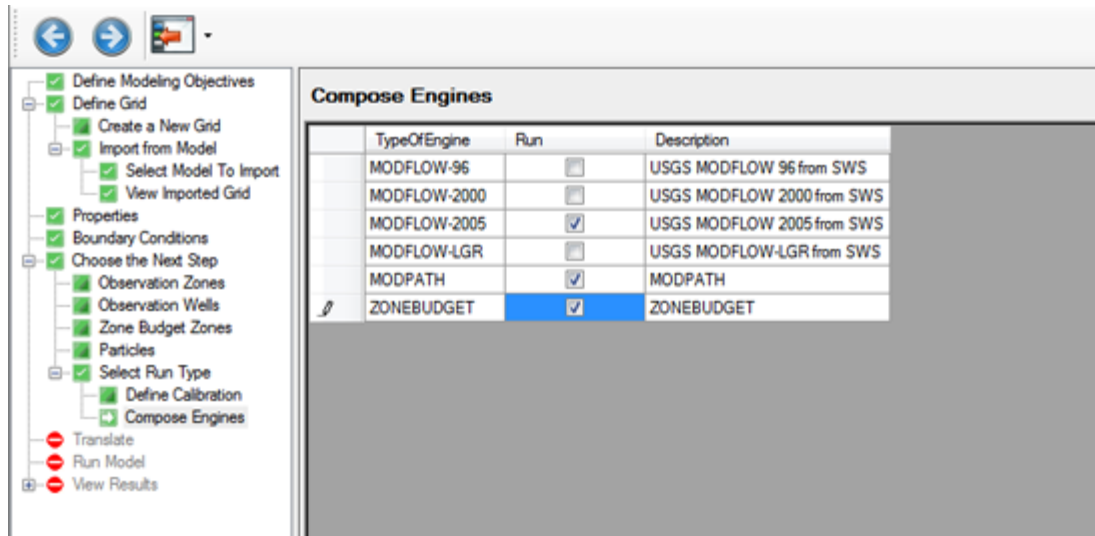 Define Modeling Objectives
Define Grid
Create a New Grid
Import from Model
Select Model To Import
View Imported Grid
Properties
Boundary Conditions
Choose the Next Step
Observation Zones
Observation Wells
Zone Budget Zones
Particles
Select Run Type
Define Calibration
Compose Engines
Translate
Run Model
View Results
Compose Engines
TypeOfEngine Run Description
MODFLOW-96 USGS MODFLOW 96 from SWS
MODFLOW-2000 USGS MODFLOW 2000 from SWS
MODFLOW-2005 USGS MODFLOW 2005 from SWS
MODFLOW-LGR USGS MODFLOW-LGR from SWS
MODPATH MODPATH
ZONEBUDGET ZONEBUDGET